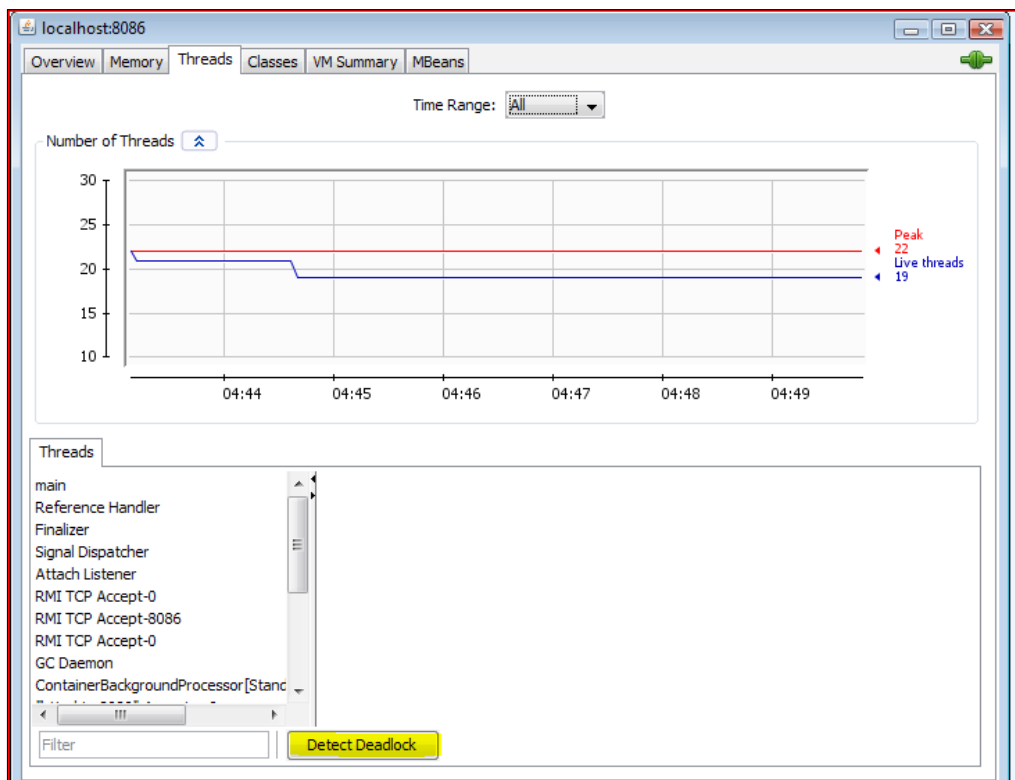 localhost:8086
Overview Memory Threads Classes VM Summary MBeans
Time Range: All
Number of Threads
30
25
20
15
10
Peak
22
Live threads
19
04:44 04:45 04:46 04:47 04:48 04:49
Threads
main
Reference Handler
Finalizer
Signal Dispatcher
Attach Listener
RMI TCP Accept-0
RMI TCP Accept-8086
RMI TCP Accept-0
GC Daemon
ContainerBackgroundProcessor[Stand
Filter Detect Deadlock